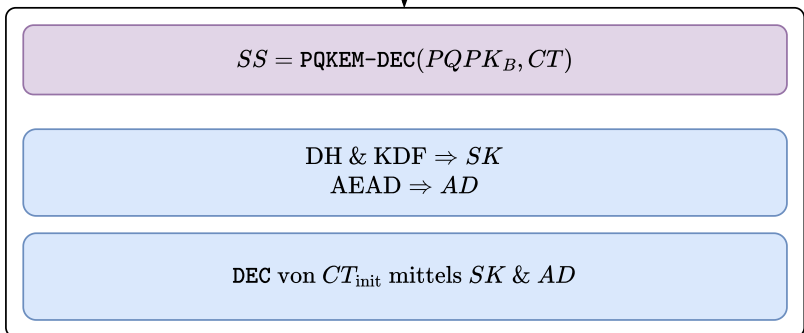 SS = PQKEM-DEC(PQPK_B, CT)
DH & KDF ⇒ SK
AEAD ⇒ AD
DEC von CT_init mittels SK & AD